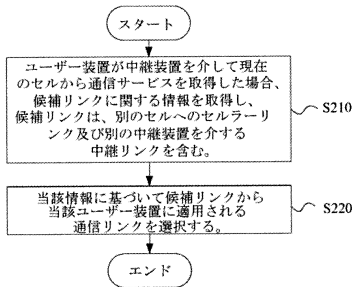 スタート
ユーザー装置が中継装置を介して現在
のセルから通信サービスを取得した場合、
候補リンクに関する情報を取得し、
候補リンクは、別のセルへのセルラーリ
ンク及び別の中継装置を介する
中継リンクを含む。
S210
当該情報に基づいて候補リンクから
当該ユーザー装置に適用される
通信リンクを選択する。
S220
エンド